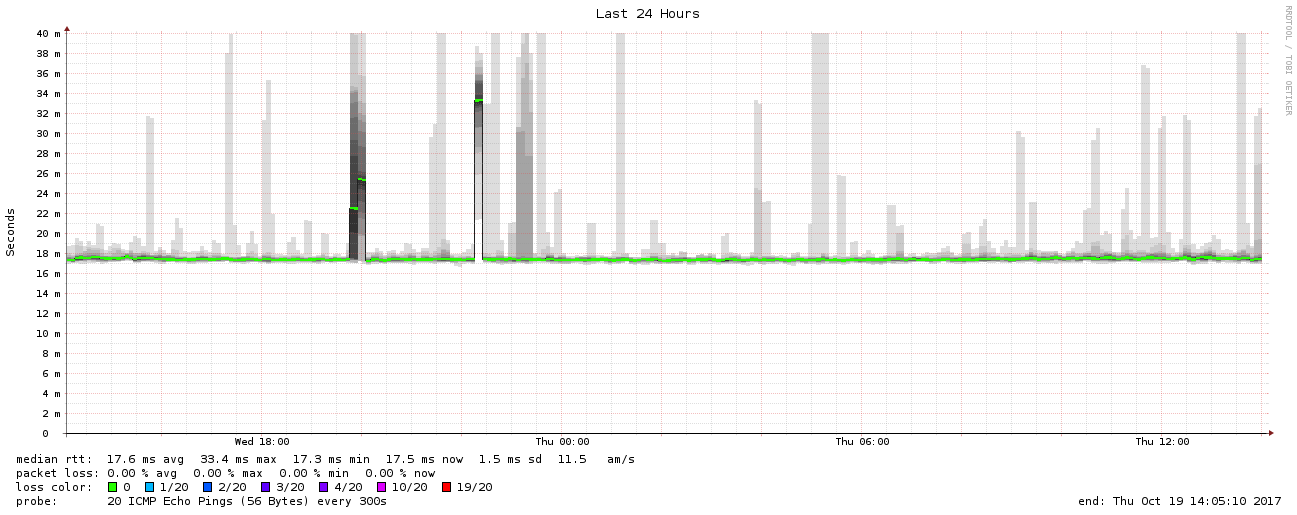 Last 24 Hours
RRDTOOL / TOBI OETIKER
40 m
38 m
36 m
34 m
32 m
30 m
28 m
26 m
24 m
22 m
20 m
18 m
16 m
14 m
12 m
10 m
8 m
6 m
4 m
2 m
0
Seconds
Wed 18:00 Thu 00:00 Thu 06:00 Thu 12:00
median rtt: 17.6 ms avg 33.4 ms max 17.3 ms min 17.5 ms now 1.5 ms sd 11.5 am/s
packet loss: 0.00 % avg 0.00 % max 0.00 % min 0.00 % now
loss color: 0 1/20 2/20 3/20 4/20 10/20 19/20
probe: 20 ICMP Echo Pings (56 Bytes) every 300s end: Thu Oct 19 14:05:10 2017